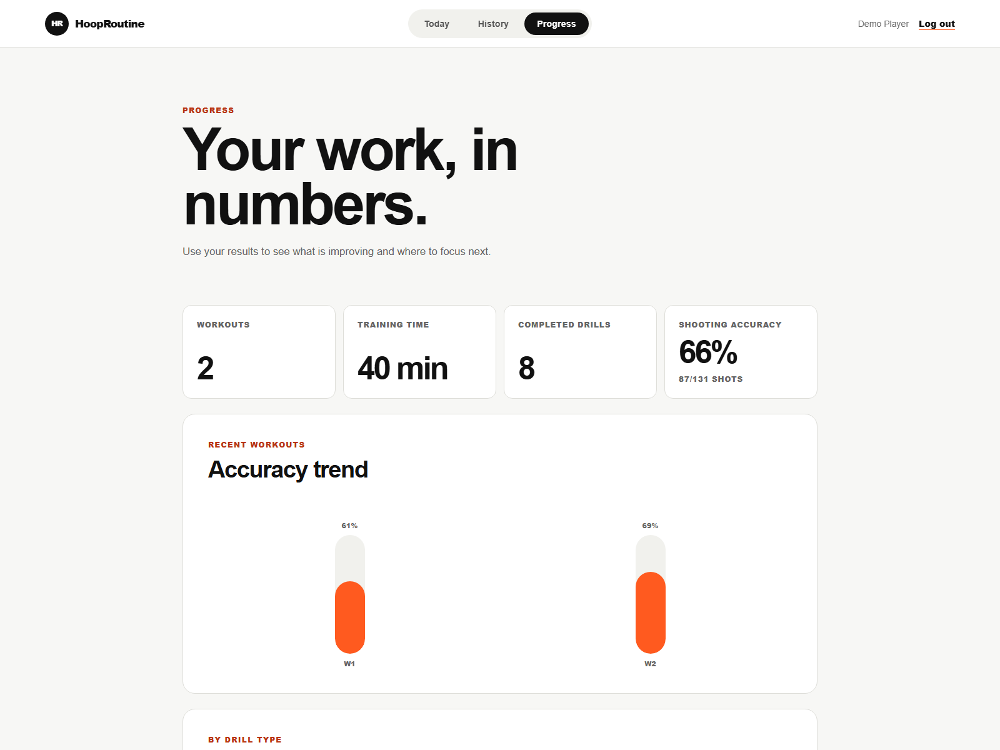 HR HoopRoutine Today History Progress Demo Player Log out
PROGRESS
Your work, in
numbers.
Use your results to see what is improving and where to focus next.
WORKOUTS
2
TRAINING TIME
40 min
COMPLETED DRILLS
8
SHOOTING ACCURACY
66%
87/131 SHOTS
RECENT WORKOUTS
Accuracy trend
61% 69%
W1 W2
BY DRILL TYPE